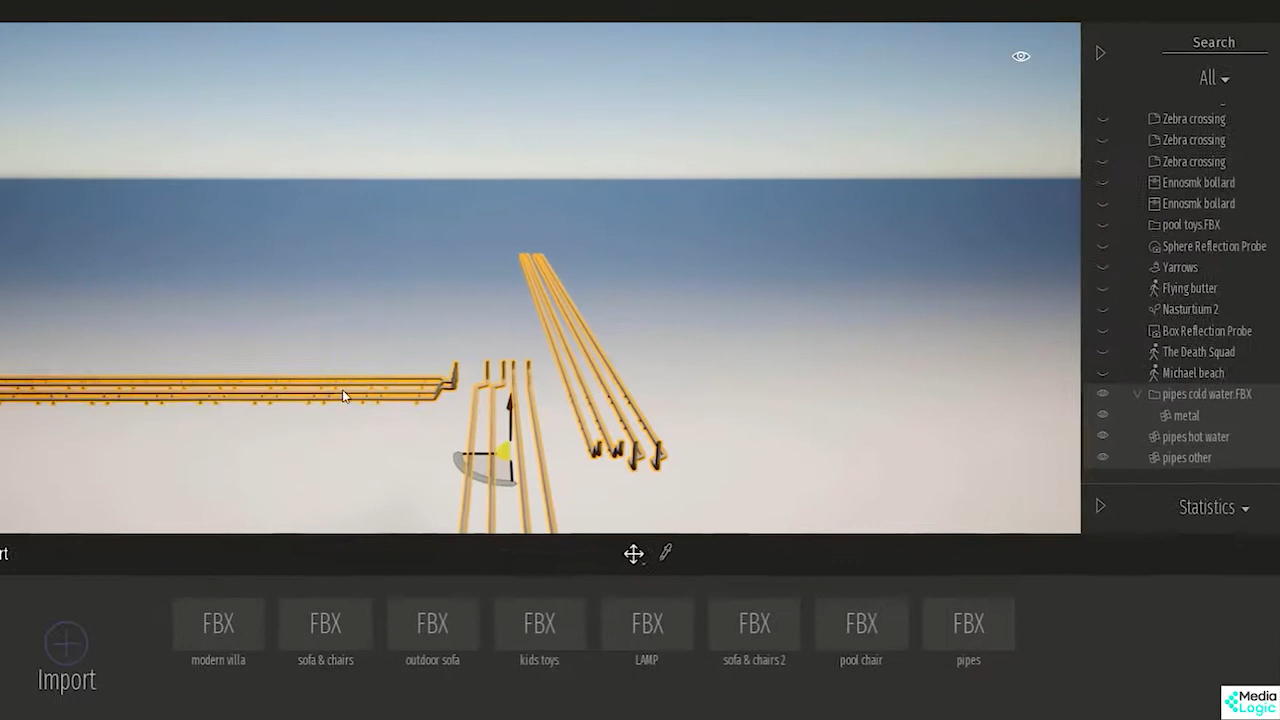 Search
All
Zebra crossing
Zebra crossing
Zebra crossing
Ennosmk bollard
Ennosmk bollard
pool toys.FBX
Sphere Reflection Probe
Yarrows
Flying butter
Nasturtium 2
Box Reflection Probe
The Death Squad
Michael beach
pipes cold water.FBX
metal
pipes hot water
pipes other
Statistics
rt
FBX FBX FBX FBX FBX FBX FBX FBX
modern villa sofa & chairs outdoor sofa kids toys LAMP sofa & chairs 2 pool chair pipes
Import
Media
Logic